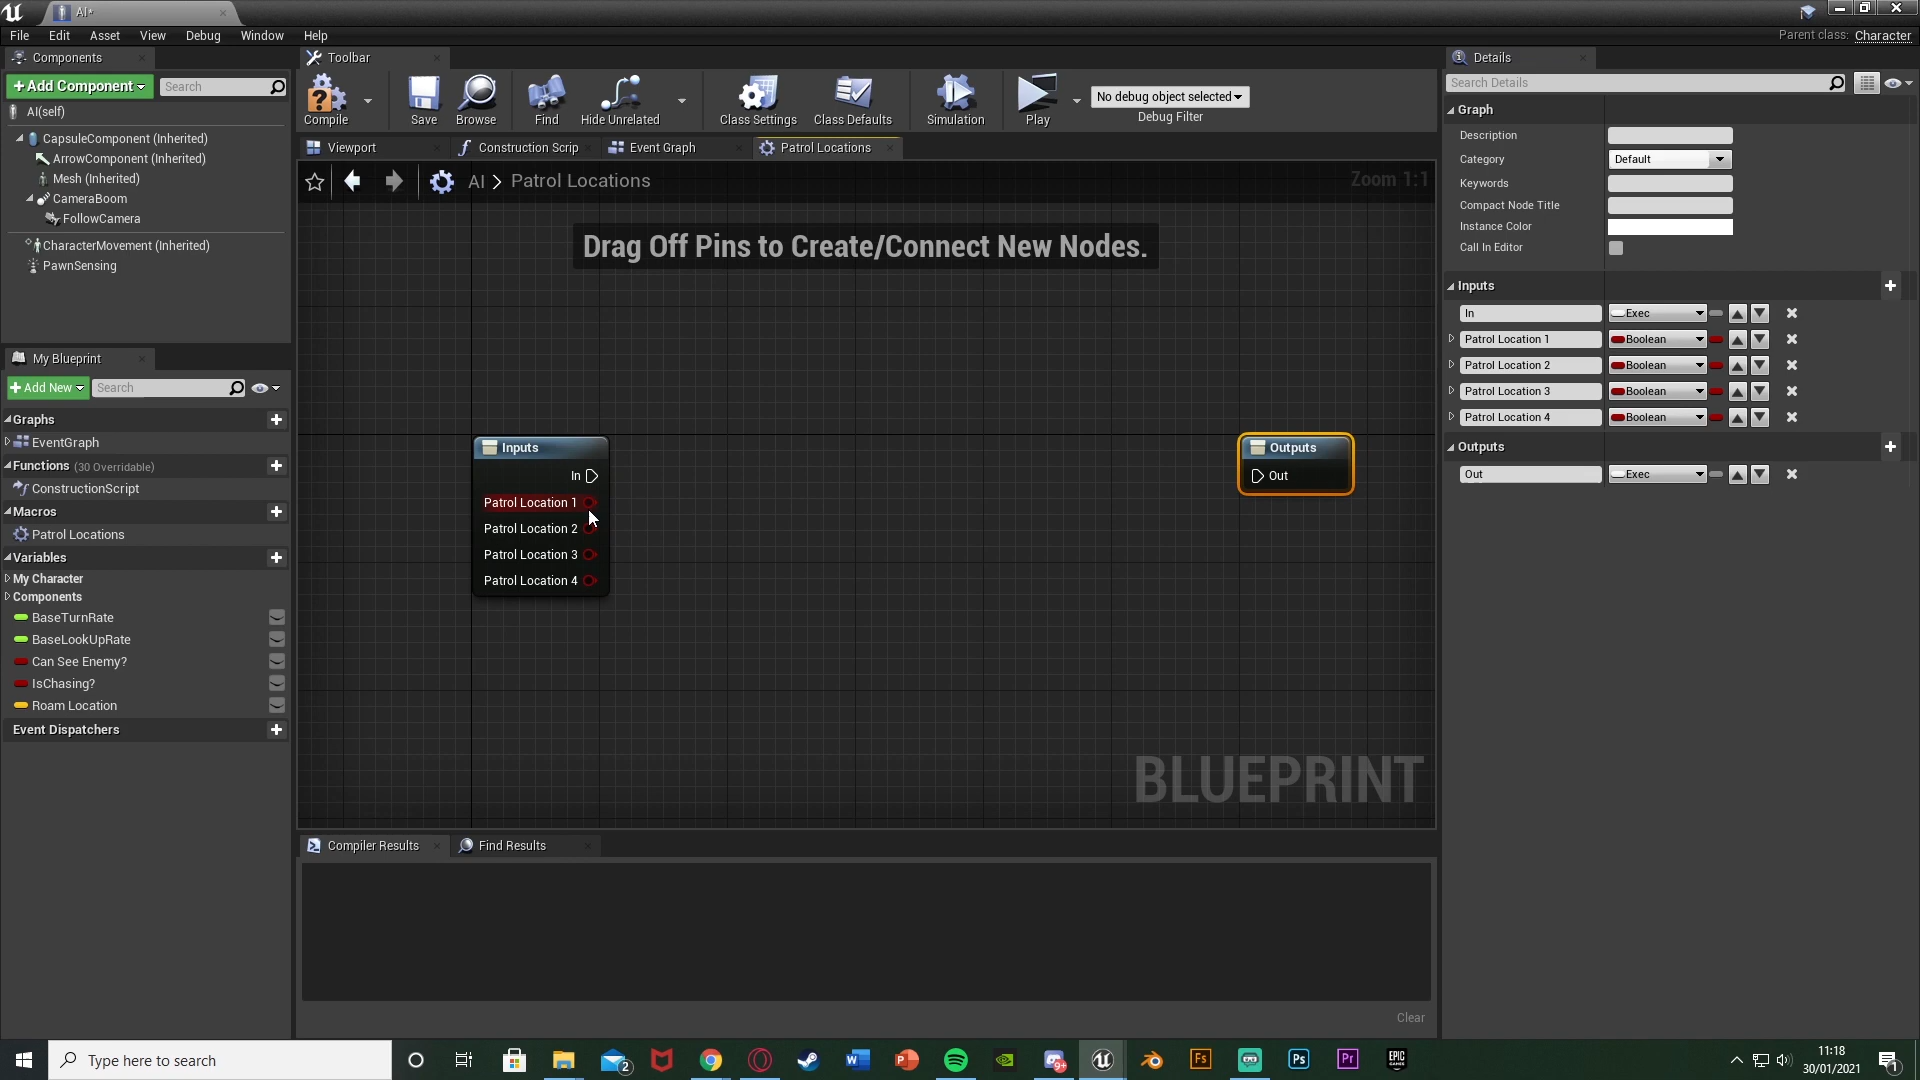 AI*
File Edit Asset View Debug Window Help
Parent class: Character
Components
+Add Component
Search
AI(self)
CapsuleComponent (Inherited)
ArrowComponent (Inherited)
Mesh (Inherited)
CameraBoom
FollowCamera
CharacterMovement (Inherited)
PawnSensing
My Blueprint
+Add New
Search
Graphs
EventGraph
Functions (30 Overridable)
ConstructionScript
Macros
Patrol Locations
Variables
My Character
Components
BaseTurnRate
BaseLookUpRate
Can See Enemy?
IsChasing?
Roam Location
Event Dispatchers
Toolbar
Compile
Save
Browse
Find
Hide Unrelated
Class Settings
Class Defaults
Simulation
Play
No debug object selected
Debug Filter
Viewport
Construction Scrip
Event Graph
Patrol Locations
AI > Patrol Locations
Zoom 1:1
Drag Off Pins to Create/Connect New Nodes.
Inputs
In
Patrol Location 1
Patrol Location 2
Patrol Location 3
Patrol Location 4
Outputs
Out
BLUEPRINT
Compiler Results
Find Results
Clear
Details
Search Details
Graph
Description
Category Default
Keywords
Compact Node Title
Instance Color
Call In Editor
Inputs
In Exec
Patrol Location 1 Boolean
Patrol Location 2 Boolean
Patrol Location 3 Boolean
Patrol Location 4 Boolean
Outputs
Out Exec
Type here to search
2
W
P
9+
Fs
Ps
Pr
EPIC GAMES
11:18
30/01/2021
1